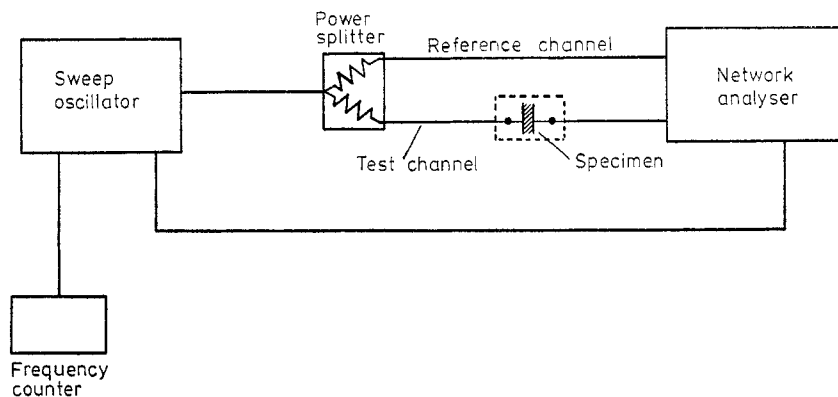 Power
splitter
Reference channel
Sweep
oscillator
Network
analyser
Test channel
Specimen
Frequency
counter